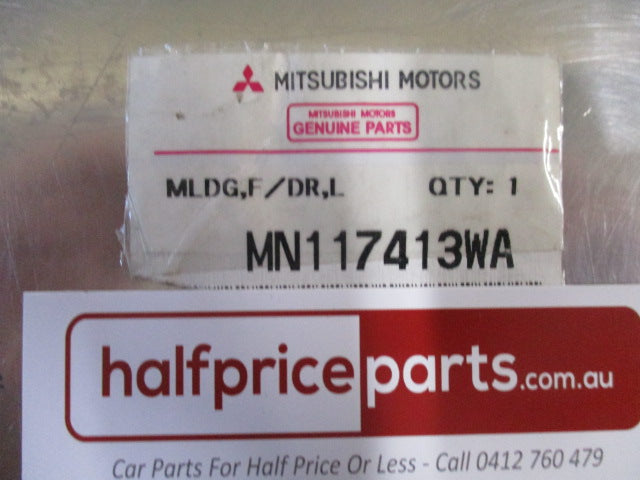 MITSUBISHI MOTORS
MITSUBISHI MOTORS
GENUINE PARTS
MLDG,F/DR,L QTY: 1
MN117413WA
halfpriceparts.com.au
Car Parts For Half Price Or Less - Call 0412 760 479